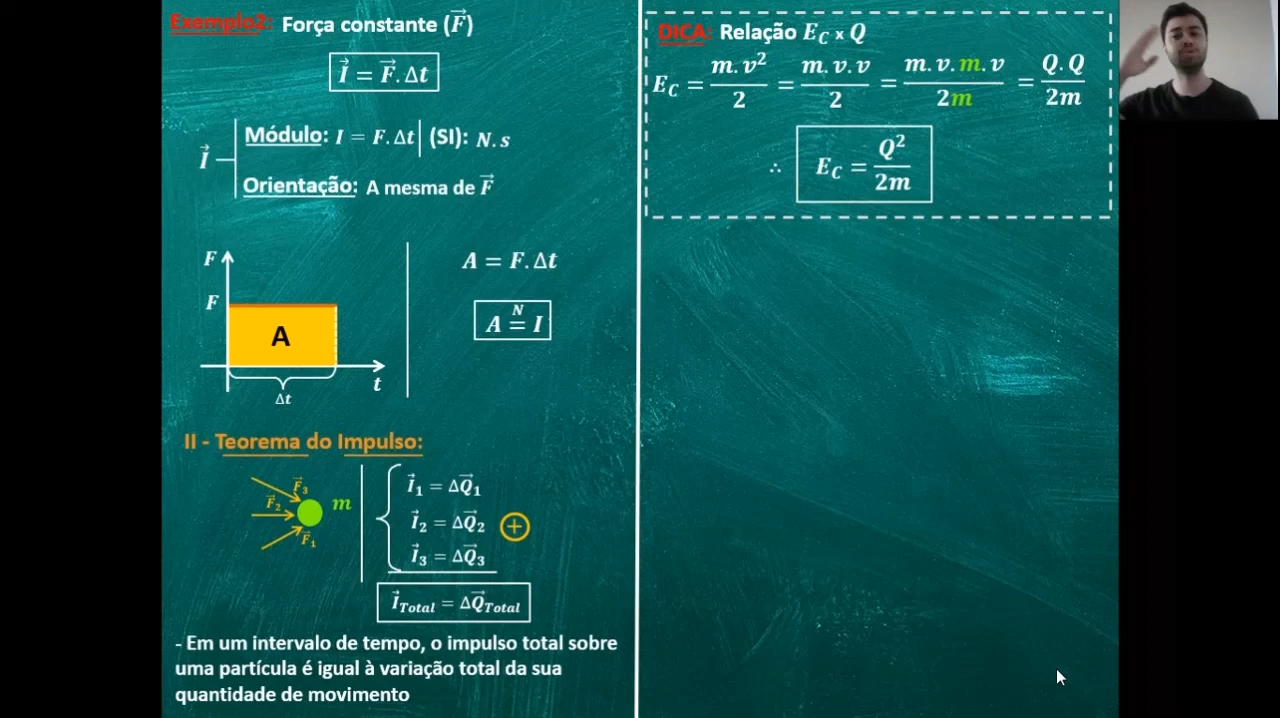 Exemplo2: Força constante (F⃗)
I⃗ = F⃗.Δt
I⃗
Módulo: I = F.Δt | (SI): N.s
Orientação: A mesma de F⃗
F
F
A
t
Δt
A = F.Δt
A =ᴺ I
II - Teorema do Impulso:
F⃗₃
F⃗₂
F⃗₁
m
I⃗₁ = ΔQ⃗₁
I⃗₂ = ΔQ⃗₂
I⃗₃ = ΔQ⃗₃
+
I⃗Total = ΔQ⃗Total
- Em um intervalo de tempo, o impulso total sobre
uma partícula é igual à variação total da sua
quantidade de movimento
DICA: Relação E_C x Q
E_C = m.v²/2 = m.v.v/2 = m.v.m.v/2m = Q.Q/2m
∴ E_C = Q²/2m